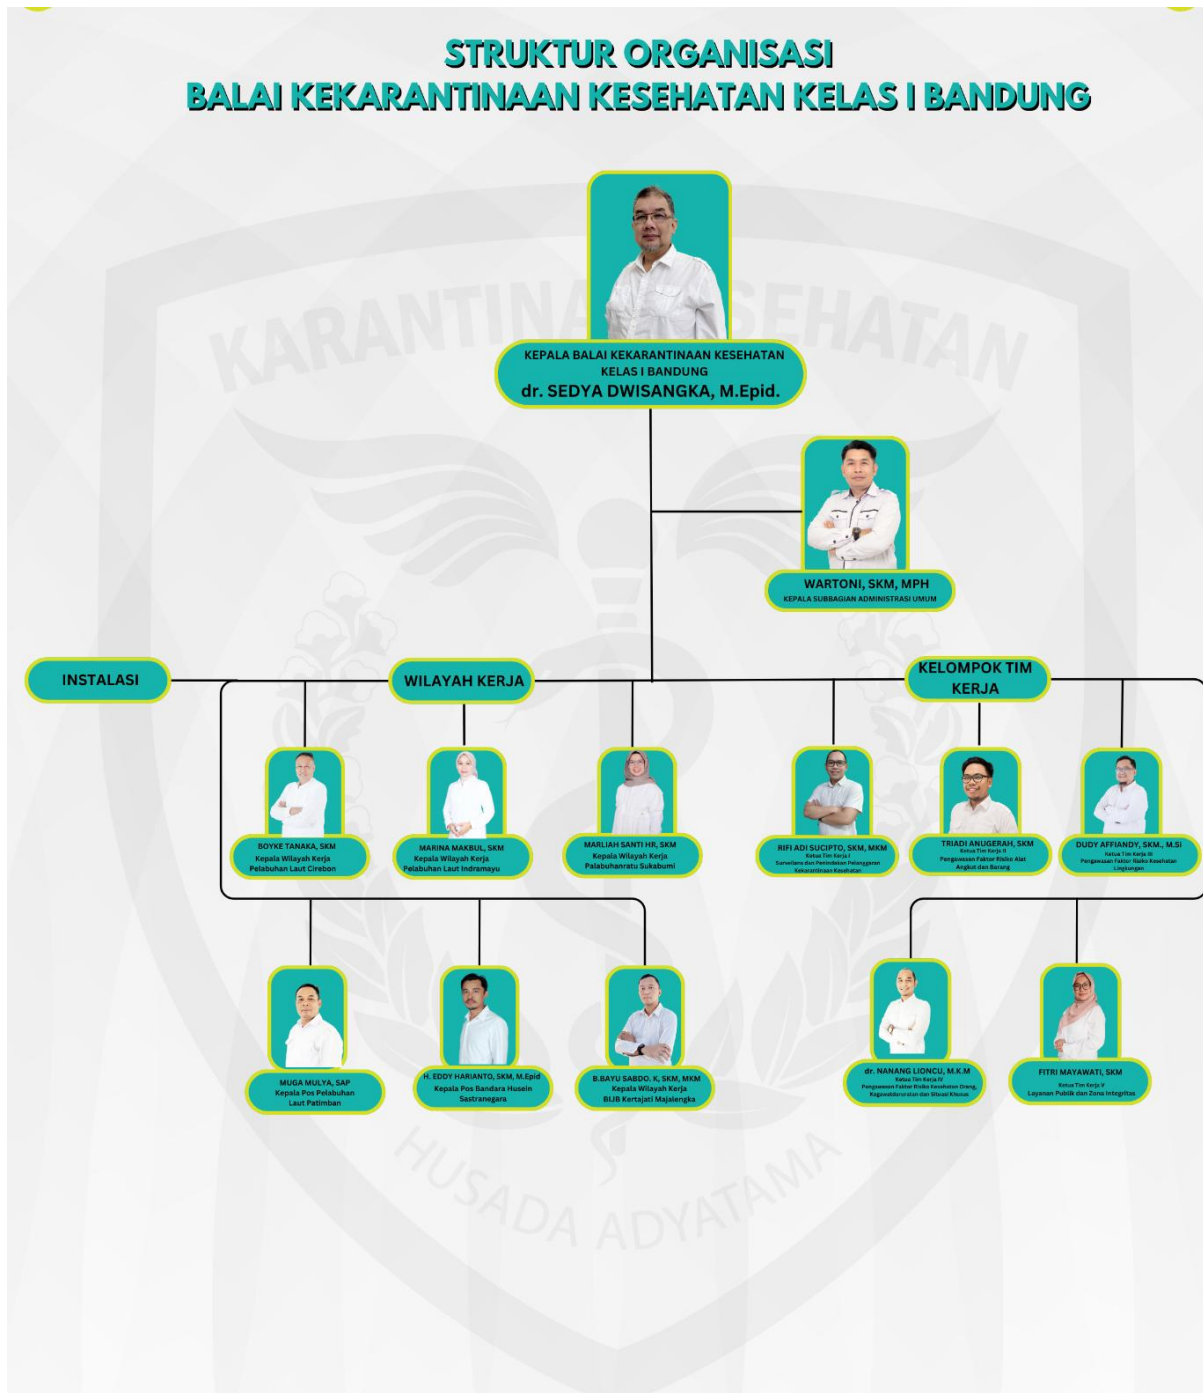 STRUKTUR ORGANISASI
BALAI KEKARANTINAAN KESEHATAN KELAS I BANDUNG
KARANTINA KESEHATAN
KEPALA BALAI KEKARANTINAAN KESEHATAN
KELAS I BANDUNG
dr. SEDYA DWISANGKA, M.Epid.
WARTONI, SKM, MPH
KEPALA SUBBAGIAN ADMINISTRASI UMUM
INSTALASI
WILAYAH KERJA
KELOMPOK TIM
KERJA
BOYKE TANAKA, SKM
Kepala Wilayah Kerja
Pelabuhan Laut Cirebon
MARINA MAKBUL, SKM
Kepala Wilayah Kerja
Pelabuhan Laut Indramayu
MARLIAH SANTI HR, SKM
Kepala Wilayah Kerja
Palabuhanratu Sukabumi
RIFI ADI SUCIPTO, SKM, MKM
Ketua Tim Kerja I
Surveilans dan Penindakan Pelanggaran
Kekarantinaan Kesehatan
TRIADI ANUGERAH, SKM
Ketua Tim Kerja II
Pengawasan Faktor Risiko Alat
Angkut dan Barang
DUDY AFFIANDY, SKM., M.SI
Ketua Tim Kerja III
Pengawasan Faktor Risiko Kesehatan
Lingkungan
MUGA MULYA, SAP
Kepala Pos Pelabuhan
Laut Patimban
H. EDDY HARIANTO, SKM, M.Epid
Kepala Pos Bandara Husein
Sastranegara
B.BAYU SABDO. K, SKM, MKM
Kepala Wilayah Kerja
BIJB Kertajati Majalengka
dr. NANANG LIONCU, M.K.M
Ketua Tim Kerja IV
Pengawasan Faktor Risiko Kesehatan Orang,
Kegawatdaruratan dan Situasi Khusus
FITRI MAYAWATI, SKM
Ketua Tim Kerja V
Layanan Publik dan Zona Integritas
HUSADA ADYATAMA